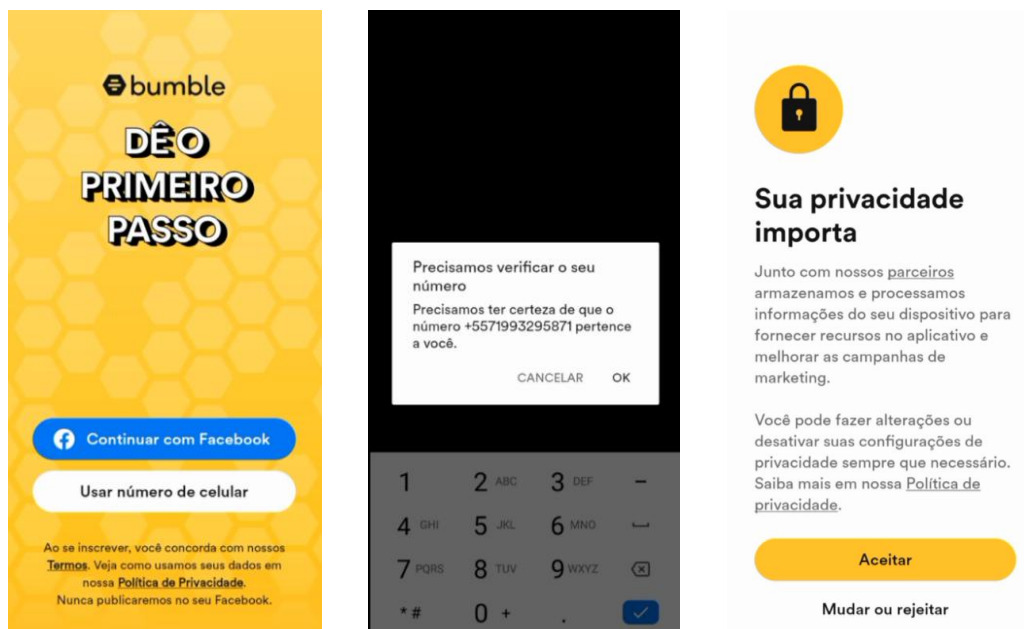 bumble
DÊ O
PRIMEIRO
PASSO
Continuar com Facebook
Usar número de celular
Ao se inscrever, você concorda com nossos
Termos. Veja como usamos seus dados em
nossa Política de Privacidade.
Nunca publicaremos no seu Facebook.
Precisamos verificar o seu
número
Precisamos ter certeza de que o
número +5571993295871 pertence
a você.
CANCELAR OK
1 2 ABC 3 DEF –
4 GHI 5 JKL 6 MNO
7 PQRS 8 TUV 9 WXYZ
* # 0 + .
Sua privacidade
importa
Junto com nossos parceiros
armazenamos e processamos
informações do seu dispositivo para
fornecer recursos no aplicativo e
melhorar as campanhas de
marketing.
Você pode fazer alterações ou
desativar suas configurações de
privacidade sempre que necessário.
Saiba mais em nossa Política de
privacidade.
Aceitar
Mudar ou rejeitar